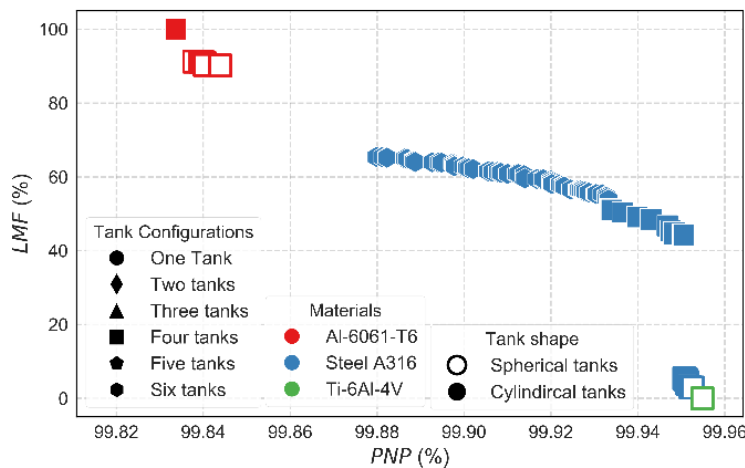 100
80
60
40
20
0
LMF (%)
Tank Configurations
One Tank
Two tanks
Three tanks
Four tanks
Five tanks
Six tanks
Materials
Al-6061-T6
Steel A316
Ti-6Al-4V
Tank shape
Spherical tanks
Cylindircal tanks
99.82 99.84 99.86 99.88 99.90 99.92 99.94 99.96
PNP (%)